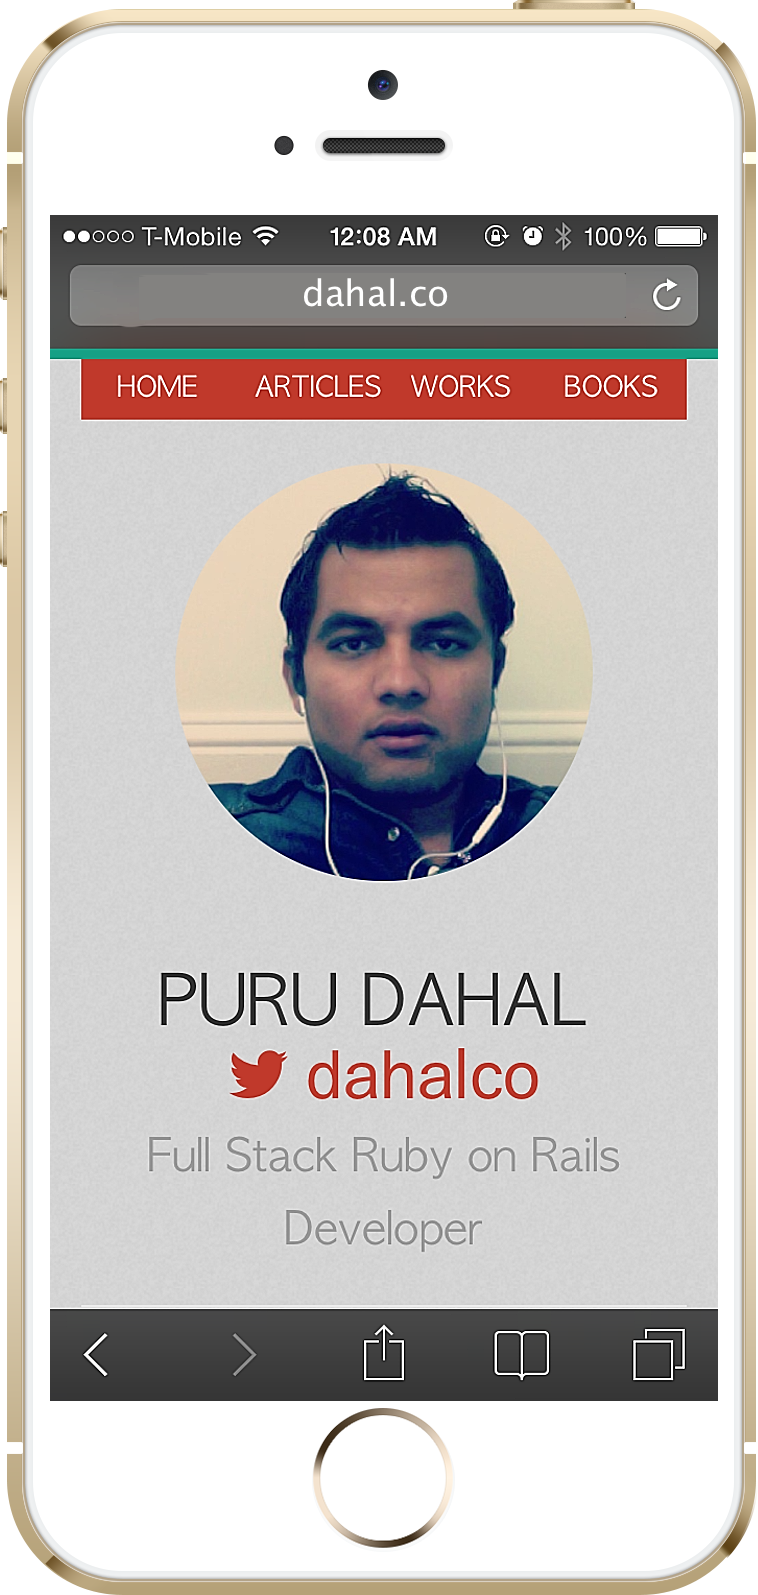 T-Mobile 12:08 AM 100%
dahal.co
HOME ARTICLES WORKS BOOKS
PURU DAHAL
dahalco
Full Stack Ruby on Rails
Developer